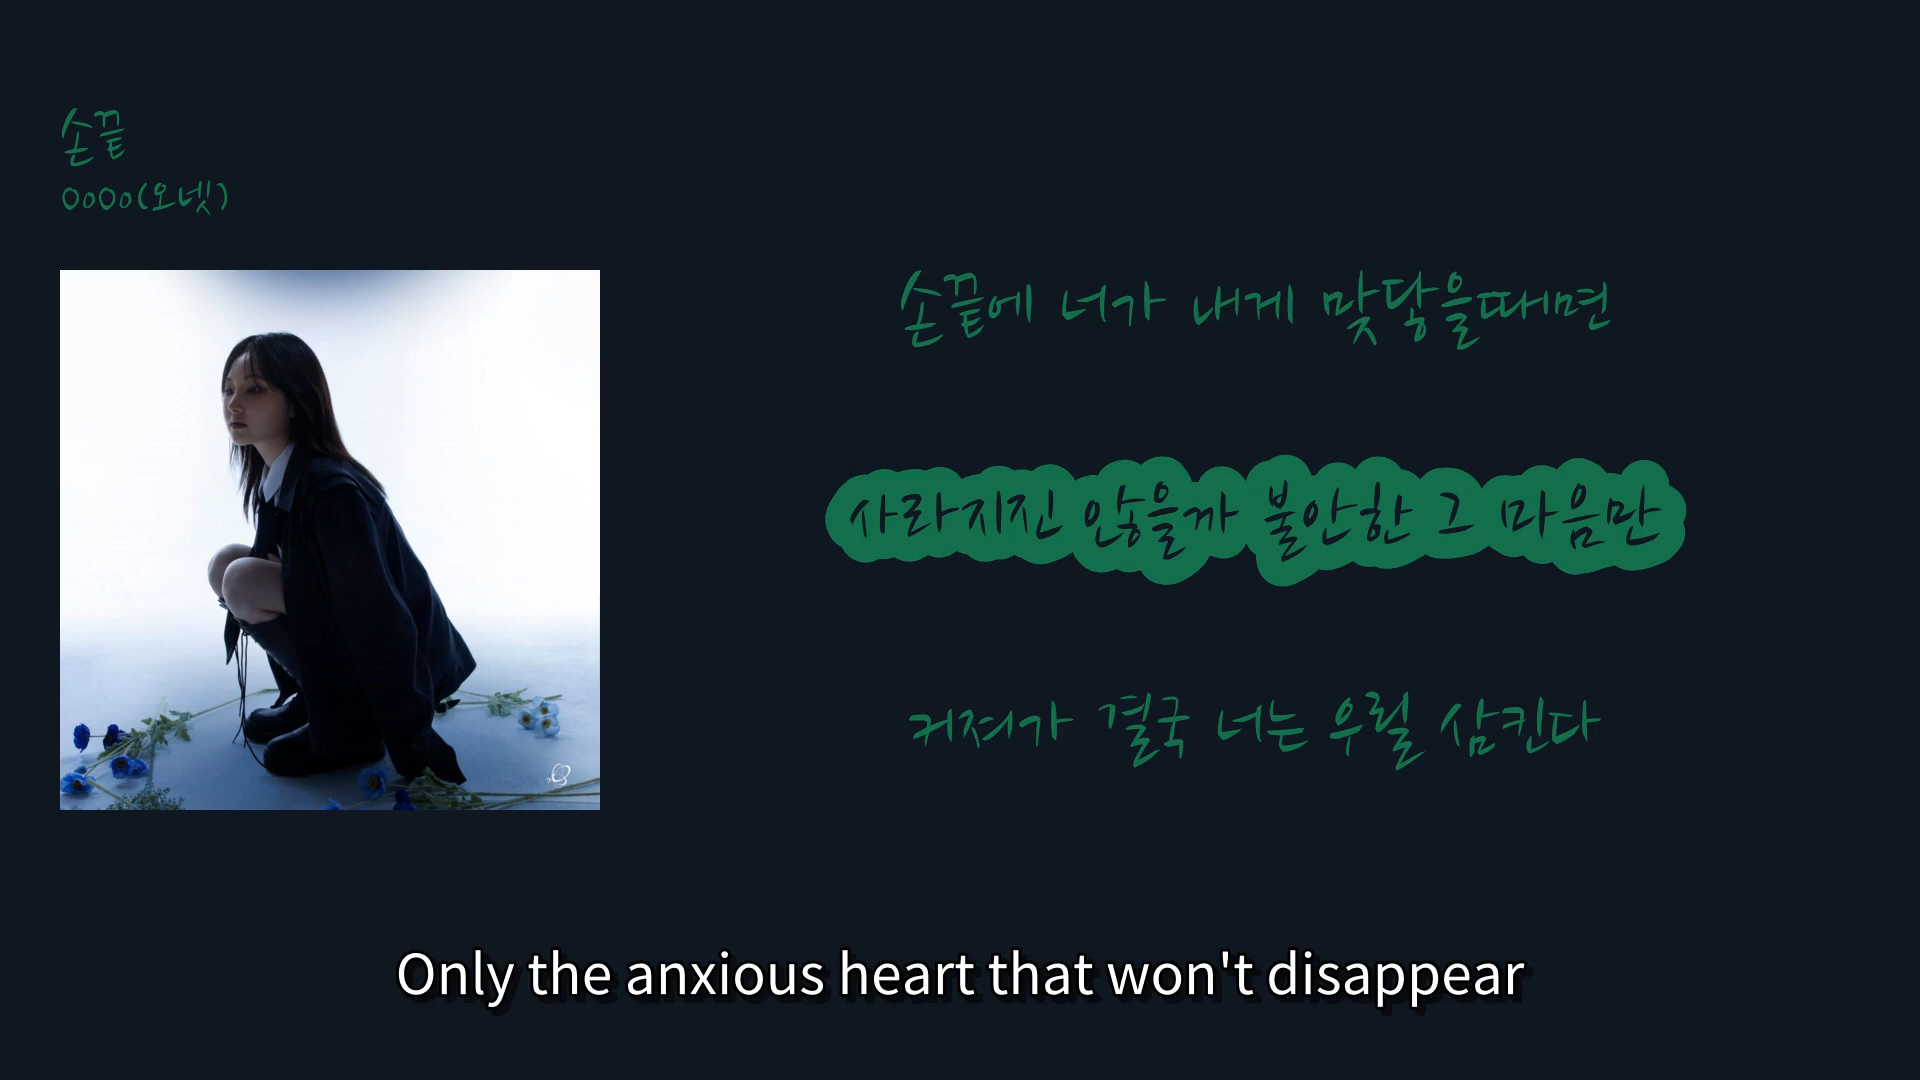 손끝
OoOo(오넷)
손끝에 너가 내게 맞닿을때면
사라지진 않을까 불안한 그 마음만
커져가 결국 너는 우릴 삼킨다
Only the anxious heart that won't disappear